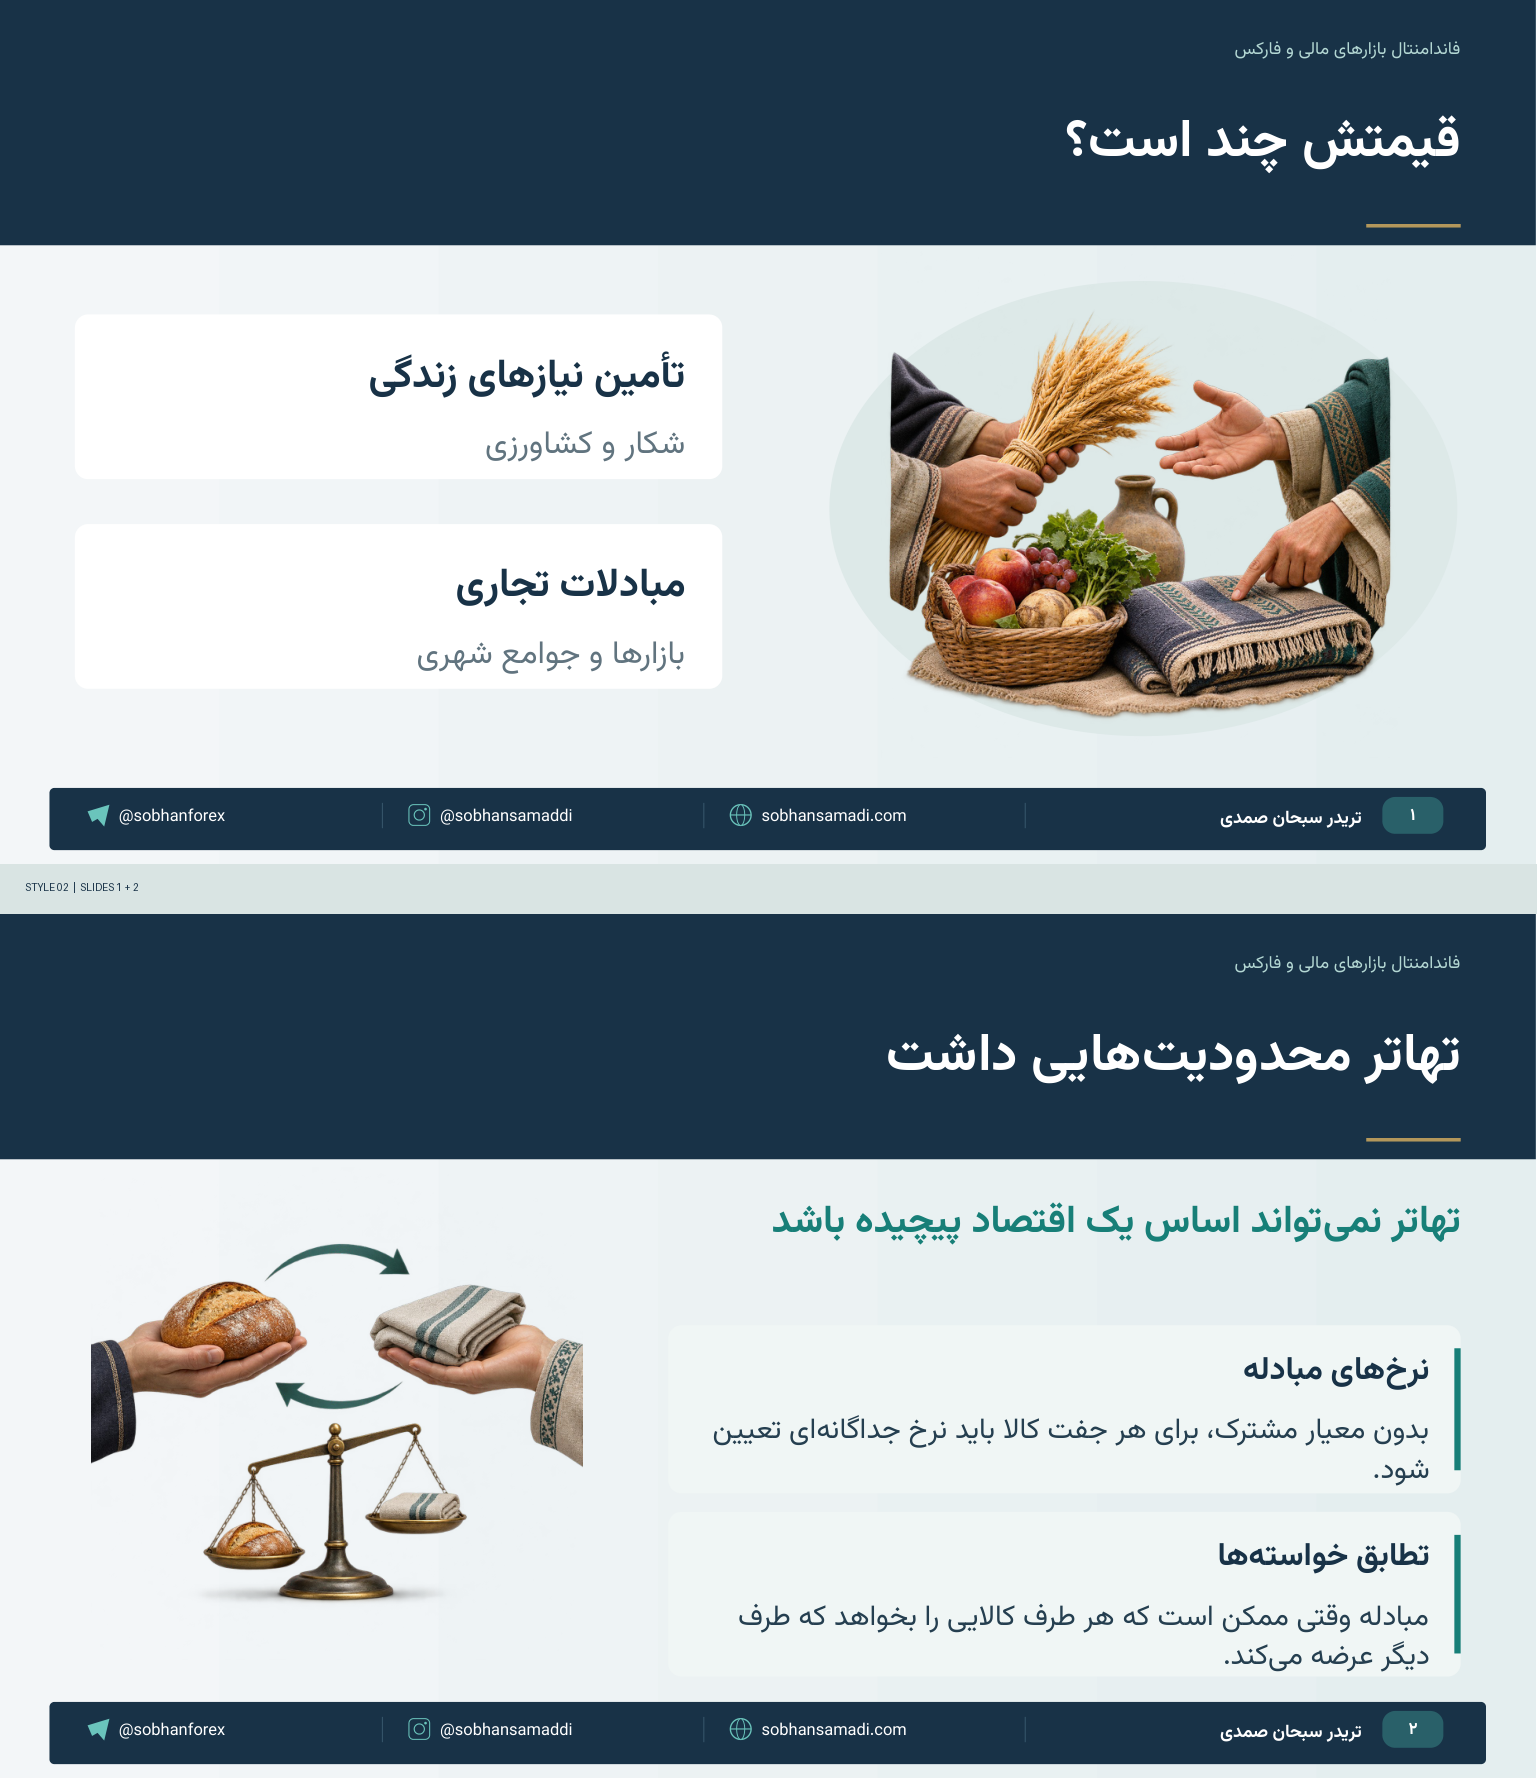 فاندامنتال بازارهای مالی و فارکس
قیمتش چند است؟
تأمین نیازهای زندگی
شکار و کشاورزی
مبادلات تجاری
بازارها و جوامع شهری
۱
تریدر سبحان صمدی
sobhansamadi.com
@sobhansamaddi
@sobhanforex
STYLE 02 | SLIDES 1 + 2
فاندامنتال بازارهای مالی و فارکس
تهاتر محدودیت‌هایی داشت
تهاتر نمی‌تواند اساس یک اقتصاد پیچیده باشد
نرخ‌های مبادله
بدون معیار مشترک، برای هر جفت کالا باید نرخ جداگانه‌ای تعیین
شود.
تطابق خواسته‌ها
مبادله وقتی ممکن است که هر طرف کالایی را بخواهد که طرف
دیگر عرضه می‌کند.
۲
تریدر سبحان صمدی
sobhansamadi.com
@sobhansamaddi
@sobhanforex